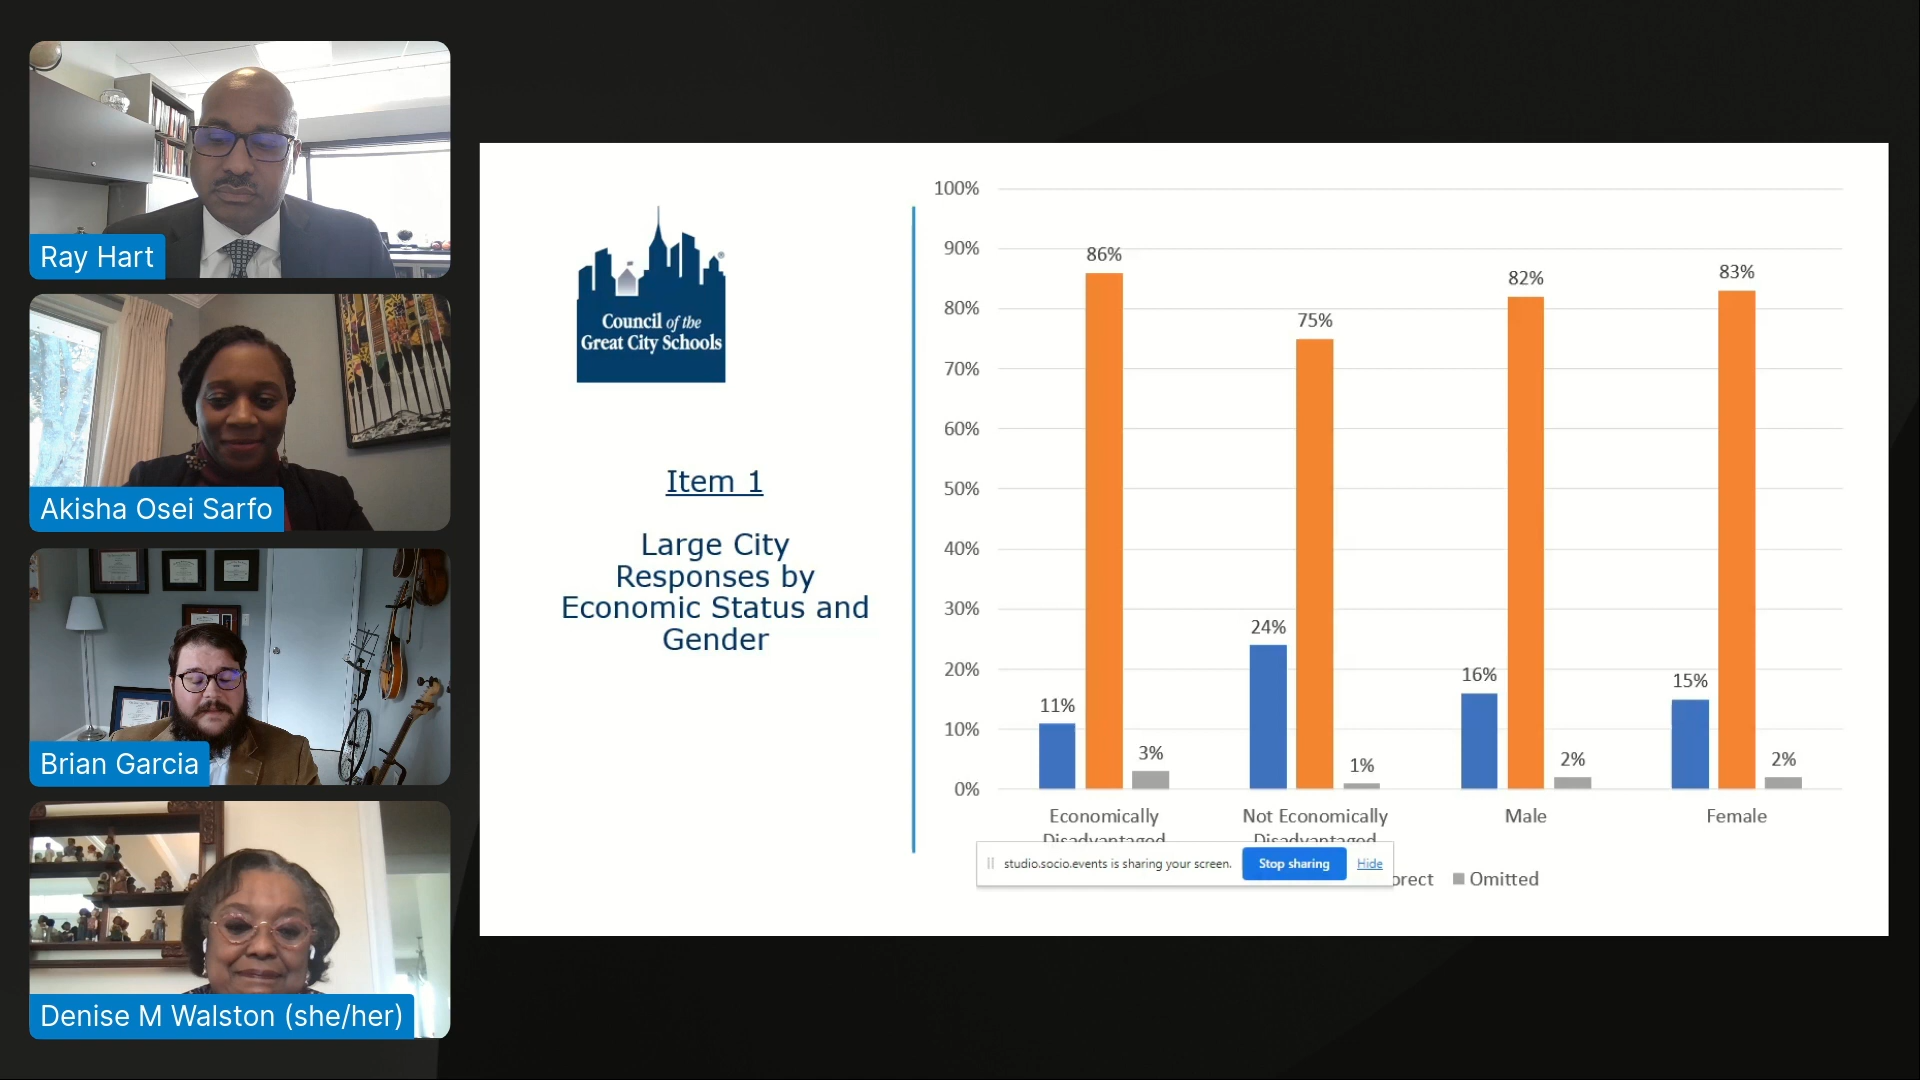 Ray Hart
Akisha Osei Sarfo
Brian Garcia
Denise M Walston (she/her)
Council of the
Great City Schools
®
Item 1
Large City
Responses by
Economic Status and
Gender
100%
90%
80%
70%
60%
50%
40%
30%
20%
10%
0%
11%
86%
3%
24%
75%
1%
16%
82%
2%
15%
83%
2%
Economically
Disadvantaged
Not Economically
Disadvantaged
Male
Female
studio.socio.events is sharing your screen. Stop sharing Hide
orrect Omitted